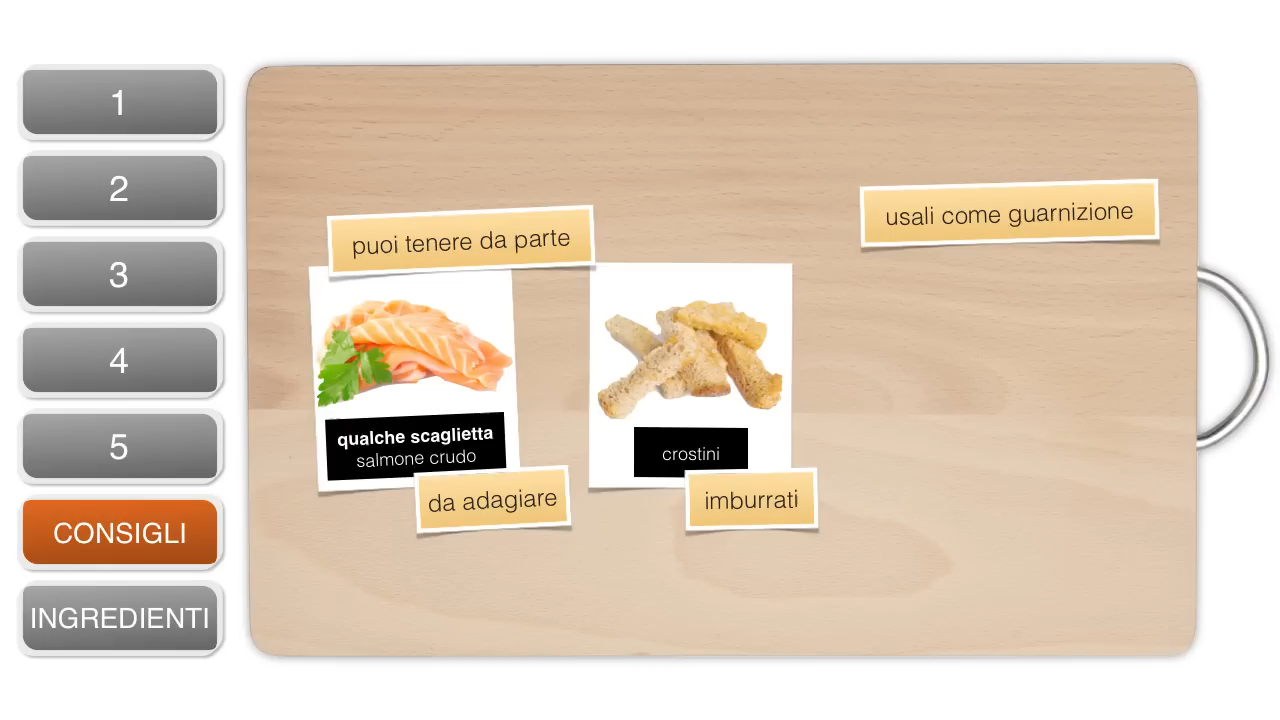 1
2
3
4
5
CONSIGLI
INGREDIENTI
puoi tenere da parte
qualche scaglietta
salmone crudo
da adagiare
crostini
imburrati
usali come guarnizione